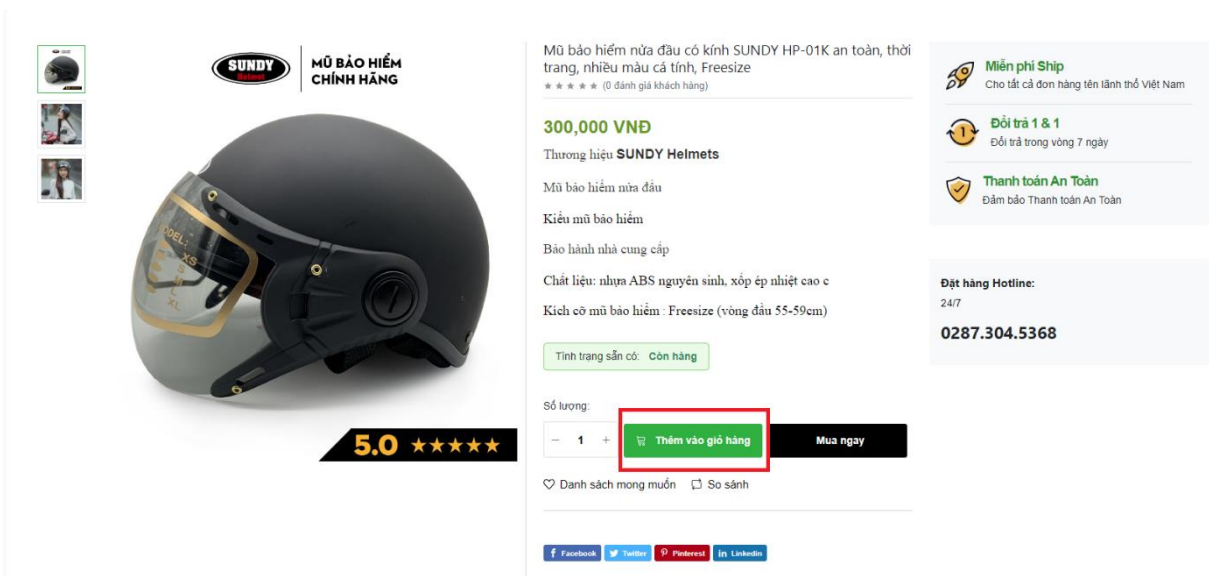 SUNDY
Helmet
MŨ BẢO HIỂM
CHÍNH HÃNG
MODEL:
XS
S
M
L
XL
5.0 ★★★★★
Mũ bảo hiểm nửa đầu có kính SUNDY HP-01K an toàn, thời
trang, nhiều màu cá tính, Freesize
★ ★ ★ ★ ★ (0 đánh giá khách hàng)
300,000 VNĐ
Thương hiệu SUNDY Helmets
Mũ bảo hiểm nửa đầu
Kiểu mũ bảo hiểm
Bảo hành nhà cung cấp
Chất liệu: nhựa ABS nguyên sinh, xốp ép nhiệt cao c
Kích cỡ mũ bảo hiểm : Freesize (vòng đầu 55-59cm)
Tình trạng sẵn có: Còn hàng
Số lượng:
− 1 + Thêm vào giỏ hàng Mua ngay
Danh sách mong muốn So sánh
Facebook Twitter Pinterest Linkedin
Miễn phí Ship
Cho tất cả đơn hàng tên lãnh thổ Việt Nam
1
Đổi trả 1 & 1
Đổi trả trong vòng 7 ngày
Thanh toán An Toàn
Đảm bảo Thanh toán An Toàn
Đặt hàng Hotline:
24/7
0287.304.5368